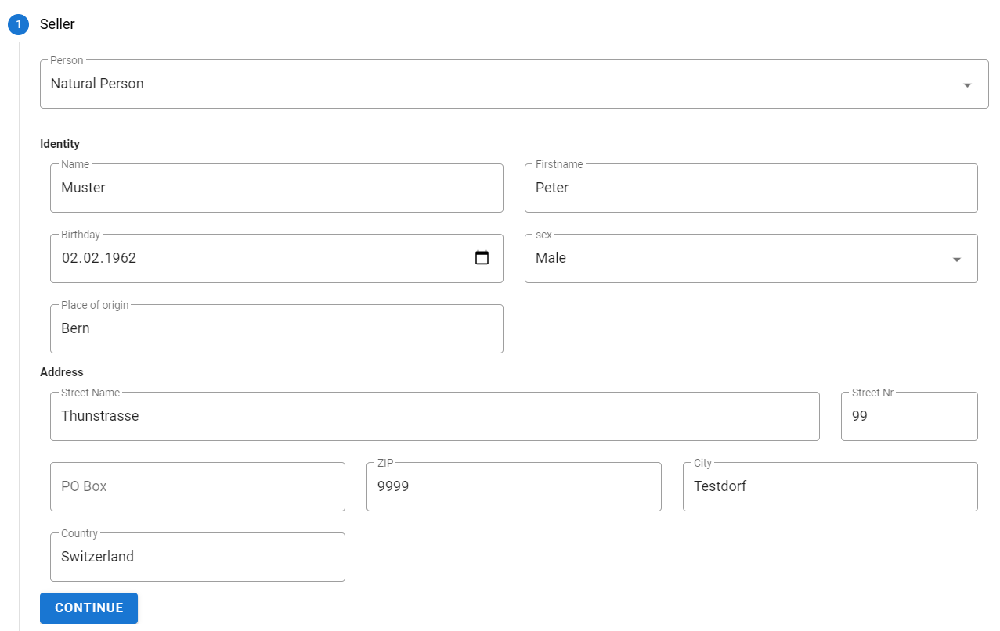 1 Seller
Person
Natural Person
Identity
Name Firstname
Muster Peter
Birthday sex
02.02.1962 Male
Place of origin
Bern
Address
Street Name Street Nr
Thunstrasse 99
ZIP City
PO Box 9999 Testdorf
Country
Switzerland
CONTINUE